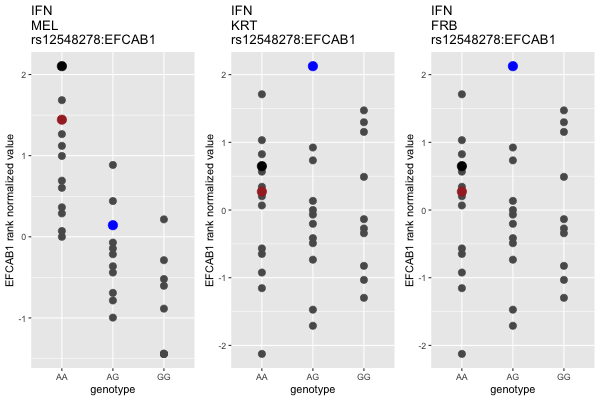 IFN
MEL
rs12548278:EFCAB1
IFN
KRT
rs12548278:EFCAB1
IFN
FRB
rs12548278:EFCAB1
EFCAB1 rank normalized value
2
1
0
-1
AA AG GG
genotype
EFCAB1 rank normalized value
2
1
0
-1
-2
AA AG GG
genotype
EFCAB1 rank normalized value
2
1
0
-1
-2
AA AG GG
genotype